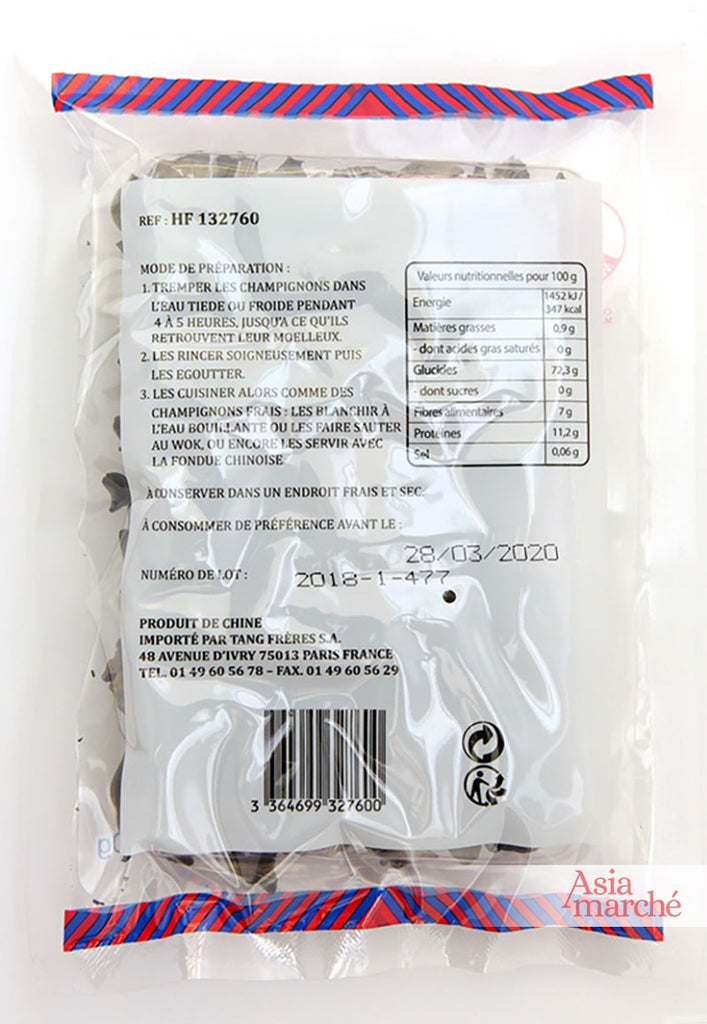 REF : HF 132760
MODE DE PRÉPARATION :
1. TREMPER LES CHAMPIGNONS DANS
L'EAU TIEDE OU FROIDE PENDANT
4 À 5 HEURES, JUSQU'A CE QU'ILS
RETROUVENT LEUR MOELLEUX.
2. LES RINCER SOIGNEUSEMENT PUIS
LES EGOUTTER.
3. LES CUISINER ALORS COMME DES
CHAMPIGNONS FRAIS : LES BLANCHIR À
L'EAU BOUILLANTE OU LES FAIRE SAUTER
AU WOK, OU ENCORE LES SERVIR AVEC
LA FONDUE CHINOISE
À CONSERVER DANS UN ENDROIT FRAIS ET SEC.
À CONSOMMER DE PRÉFÉRENCE AVANT LE :
28/03/2020
NUMÉRO DE LOT : 2018-1-477
PRODUIT DE CHINE
IMPORTÉ PAR TANG FRÈRES S.A.
48 AVENUE D'IVRY 75013 PARIS FRANCE
TEL. 01 49 60 56 78 – FAX. 01 49 60 56 29
3 364699 327600
Valeurs nutritionnelles pour 100 g
Energie 1452 kJ /
347 kcal
Matières grasses 0,9 g
- dont acides gras saturés 0 g
Glucides 72,3 g
- dont sucres 0 g
Fibres alimentaires 7 g
Protéines 11,2 g
Sel 0,06 g
Asia
marché